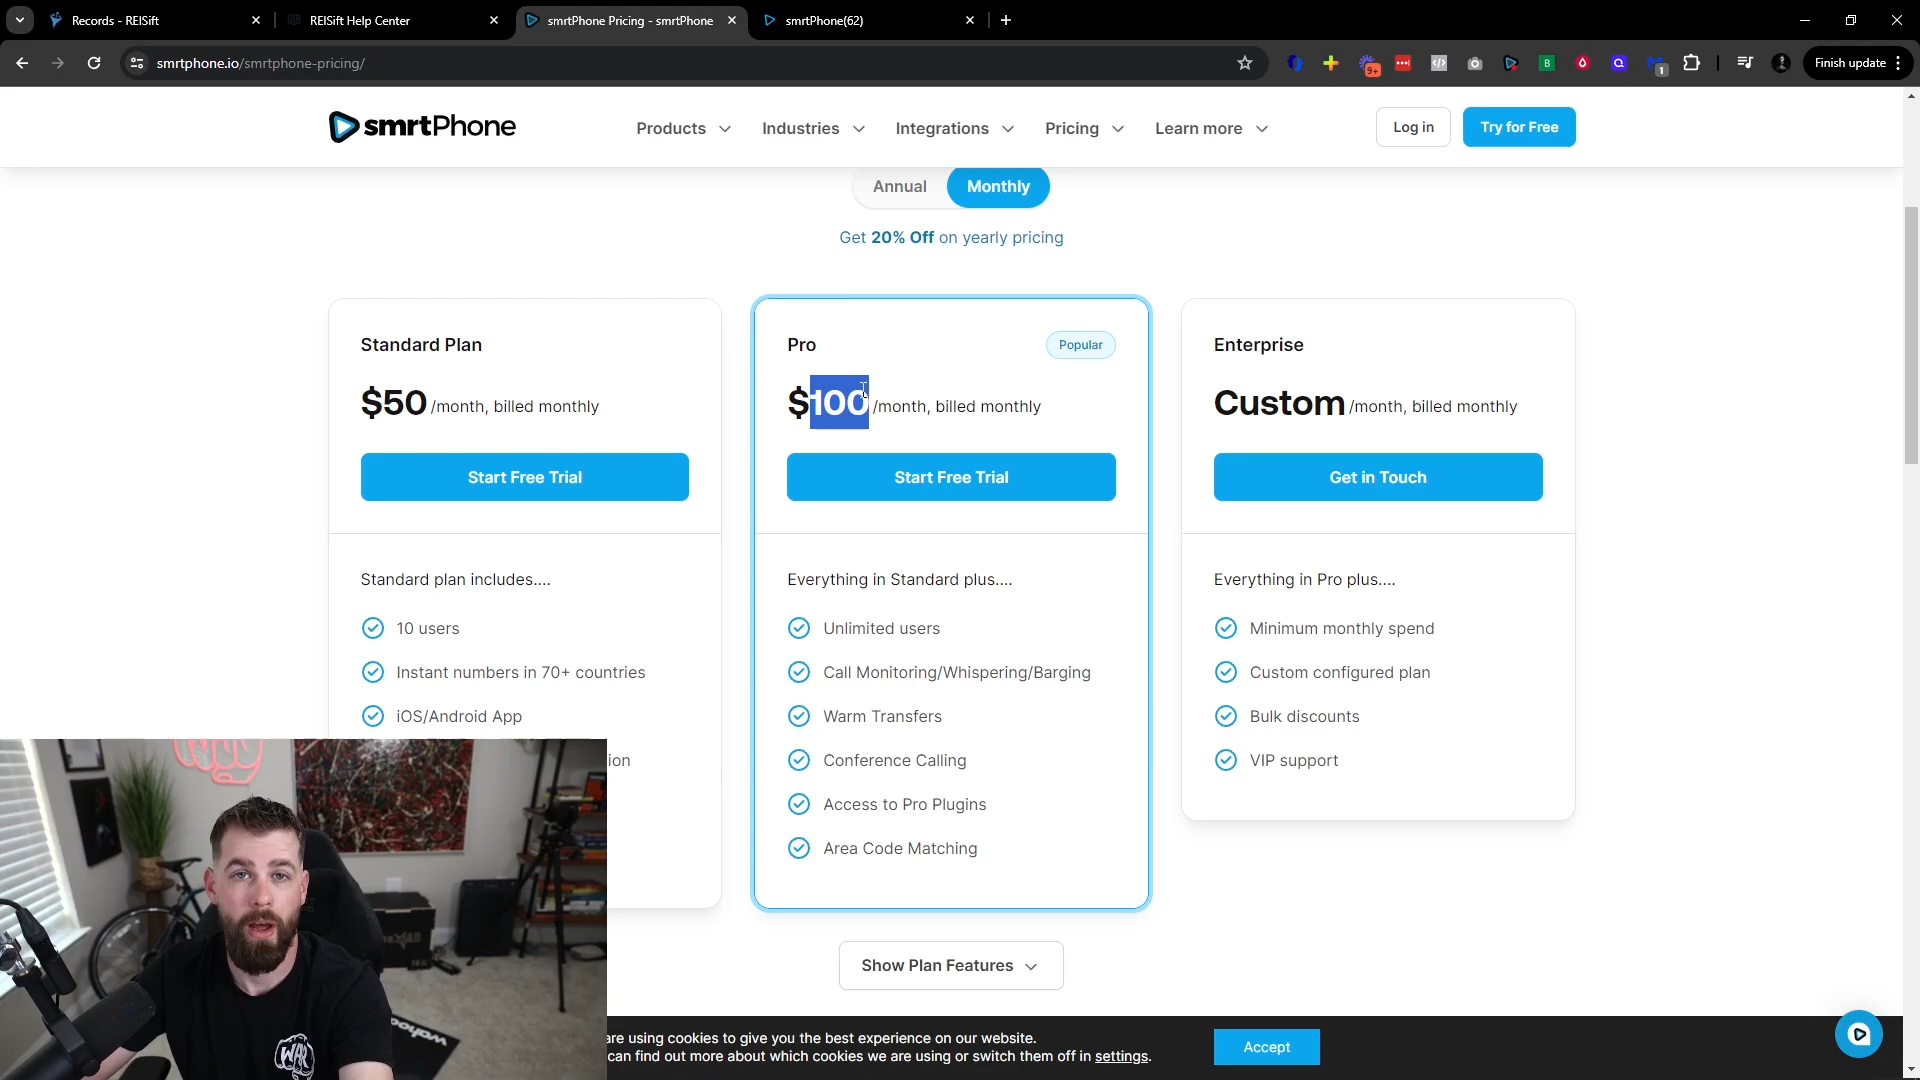 Records - REISift
REISift Help Center
smrtPhone Pricing - smrtPhone
smrtPhone(62)
smrtphone.io/smrtphone-pricing/
9+
1
Finish update
smrtPhone
Products
Industries
Integrations
Pricing
Learn more
Log in
Try for Free
Annual
Monthly
Get 20% Off on yearly pricing
Standard Plan
$50 /month, billed monthly
Start Free Trial
Standard plan includes....
10 users
Instant numbers in 70+ countries
iOS/Android App
ion
Pro
Popular
$100 /month, billed monthly
Start Free Trial
Everything in Standard plus....
Unlimited users
Call Monitoring/Whispering/Barging
Warm Transfers
Conference Calling
Access to Pro Plugins
Area Code Matching
Enterprise
Custom /month, billed monthly
Get in Touch
Everything in Pro plus....
Minimum monthly spend
Custom configured plan
Bulk discounts
VIP support
Show Plan Features
are using cookies to give you the best experience on our website.
can find out more about which cookies we are using or switch them off in settings.
Accept
WAR